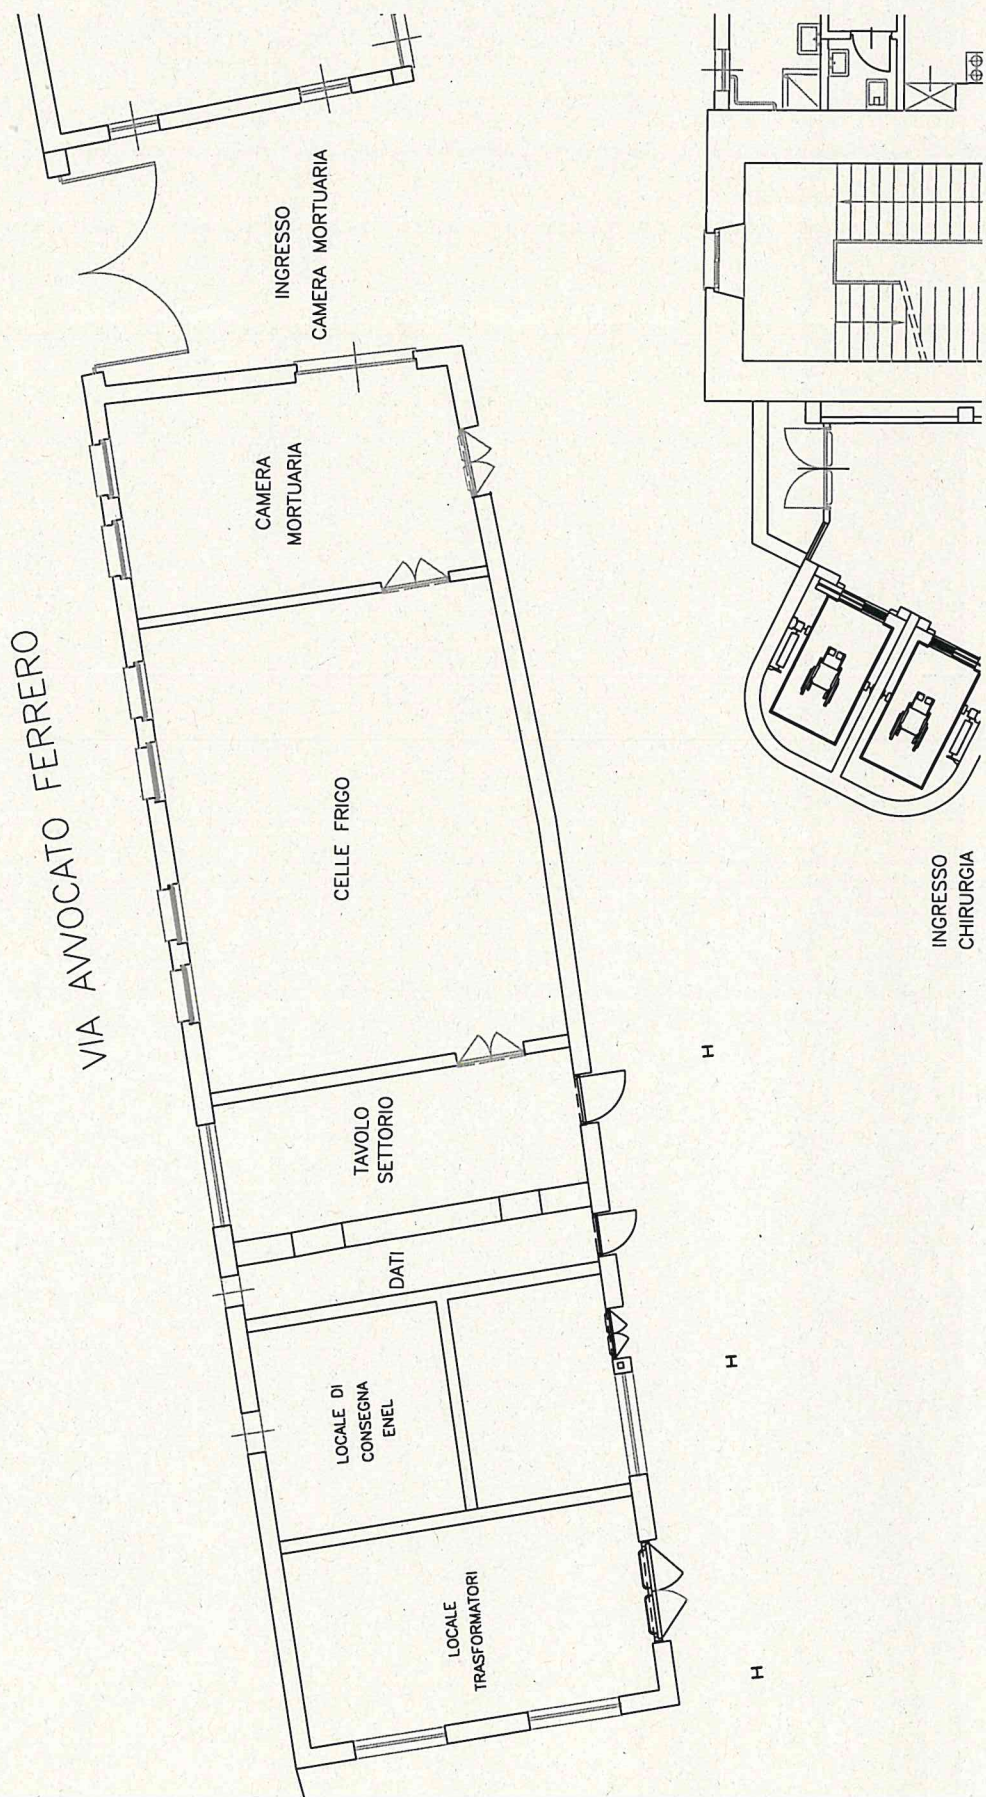 VIA AVVOCATO FERRERO
INGRESSO
CAMERA MORTUARIA
CAMERA
MORTUARIA
CELLE FRIGO
TAVOLO
SETTORIO
DATI
LOCALE DI
CONSEGNA
ENEL
LOCALE
TRASFORMATORI
INGRESSO
CHIRURGIA
H
H
H